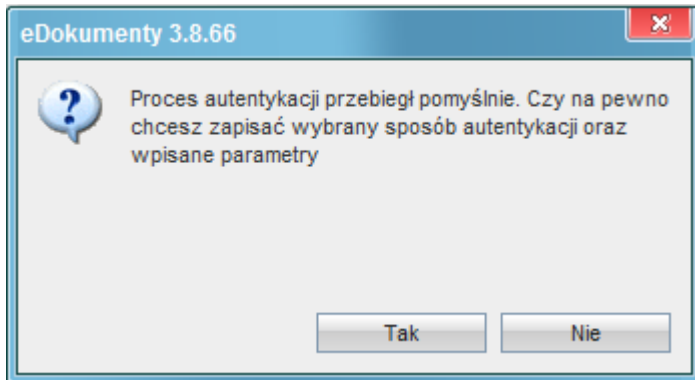 eDokumenty 3.8.66
Proces autentykacji przebiegł pomyślnie. Czy na pewno
chcesz zapisać wybrany sposób autentykacji oraz
wpisane parametry
Tak
Nie